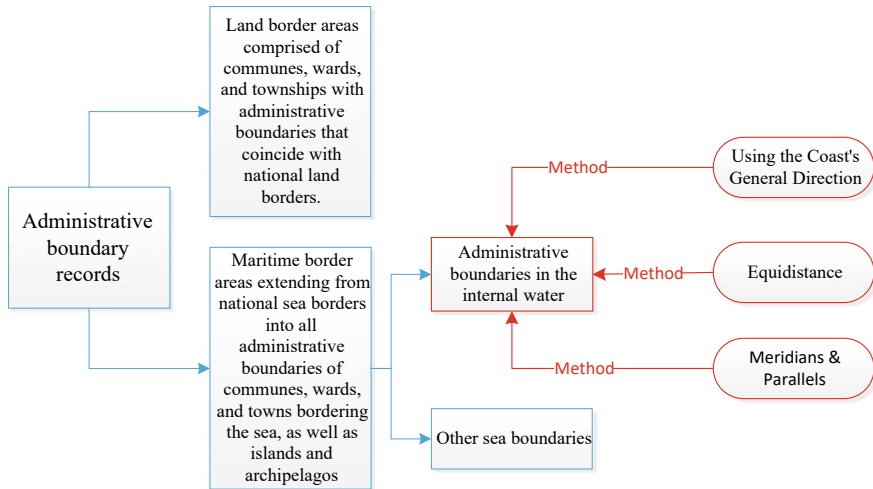 Administrative
boundary
records
Land border areas
comprised of
communes, wards,
and townships with
administrative
boundaries that
coincide with
national land
borders.
Maritime border
areas extending from
national sea borders
into all
administrative
boundaries of
communes, wards,
and towns bordering
the sea, as well as
islands and
archipelagos
Administrative
boundaries in the
internal water
Other sea boundaries
Method
Using the Coast's
General Direction
Method
Equidistance
Method
Meridians &
Parallels